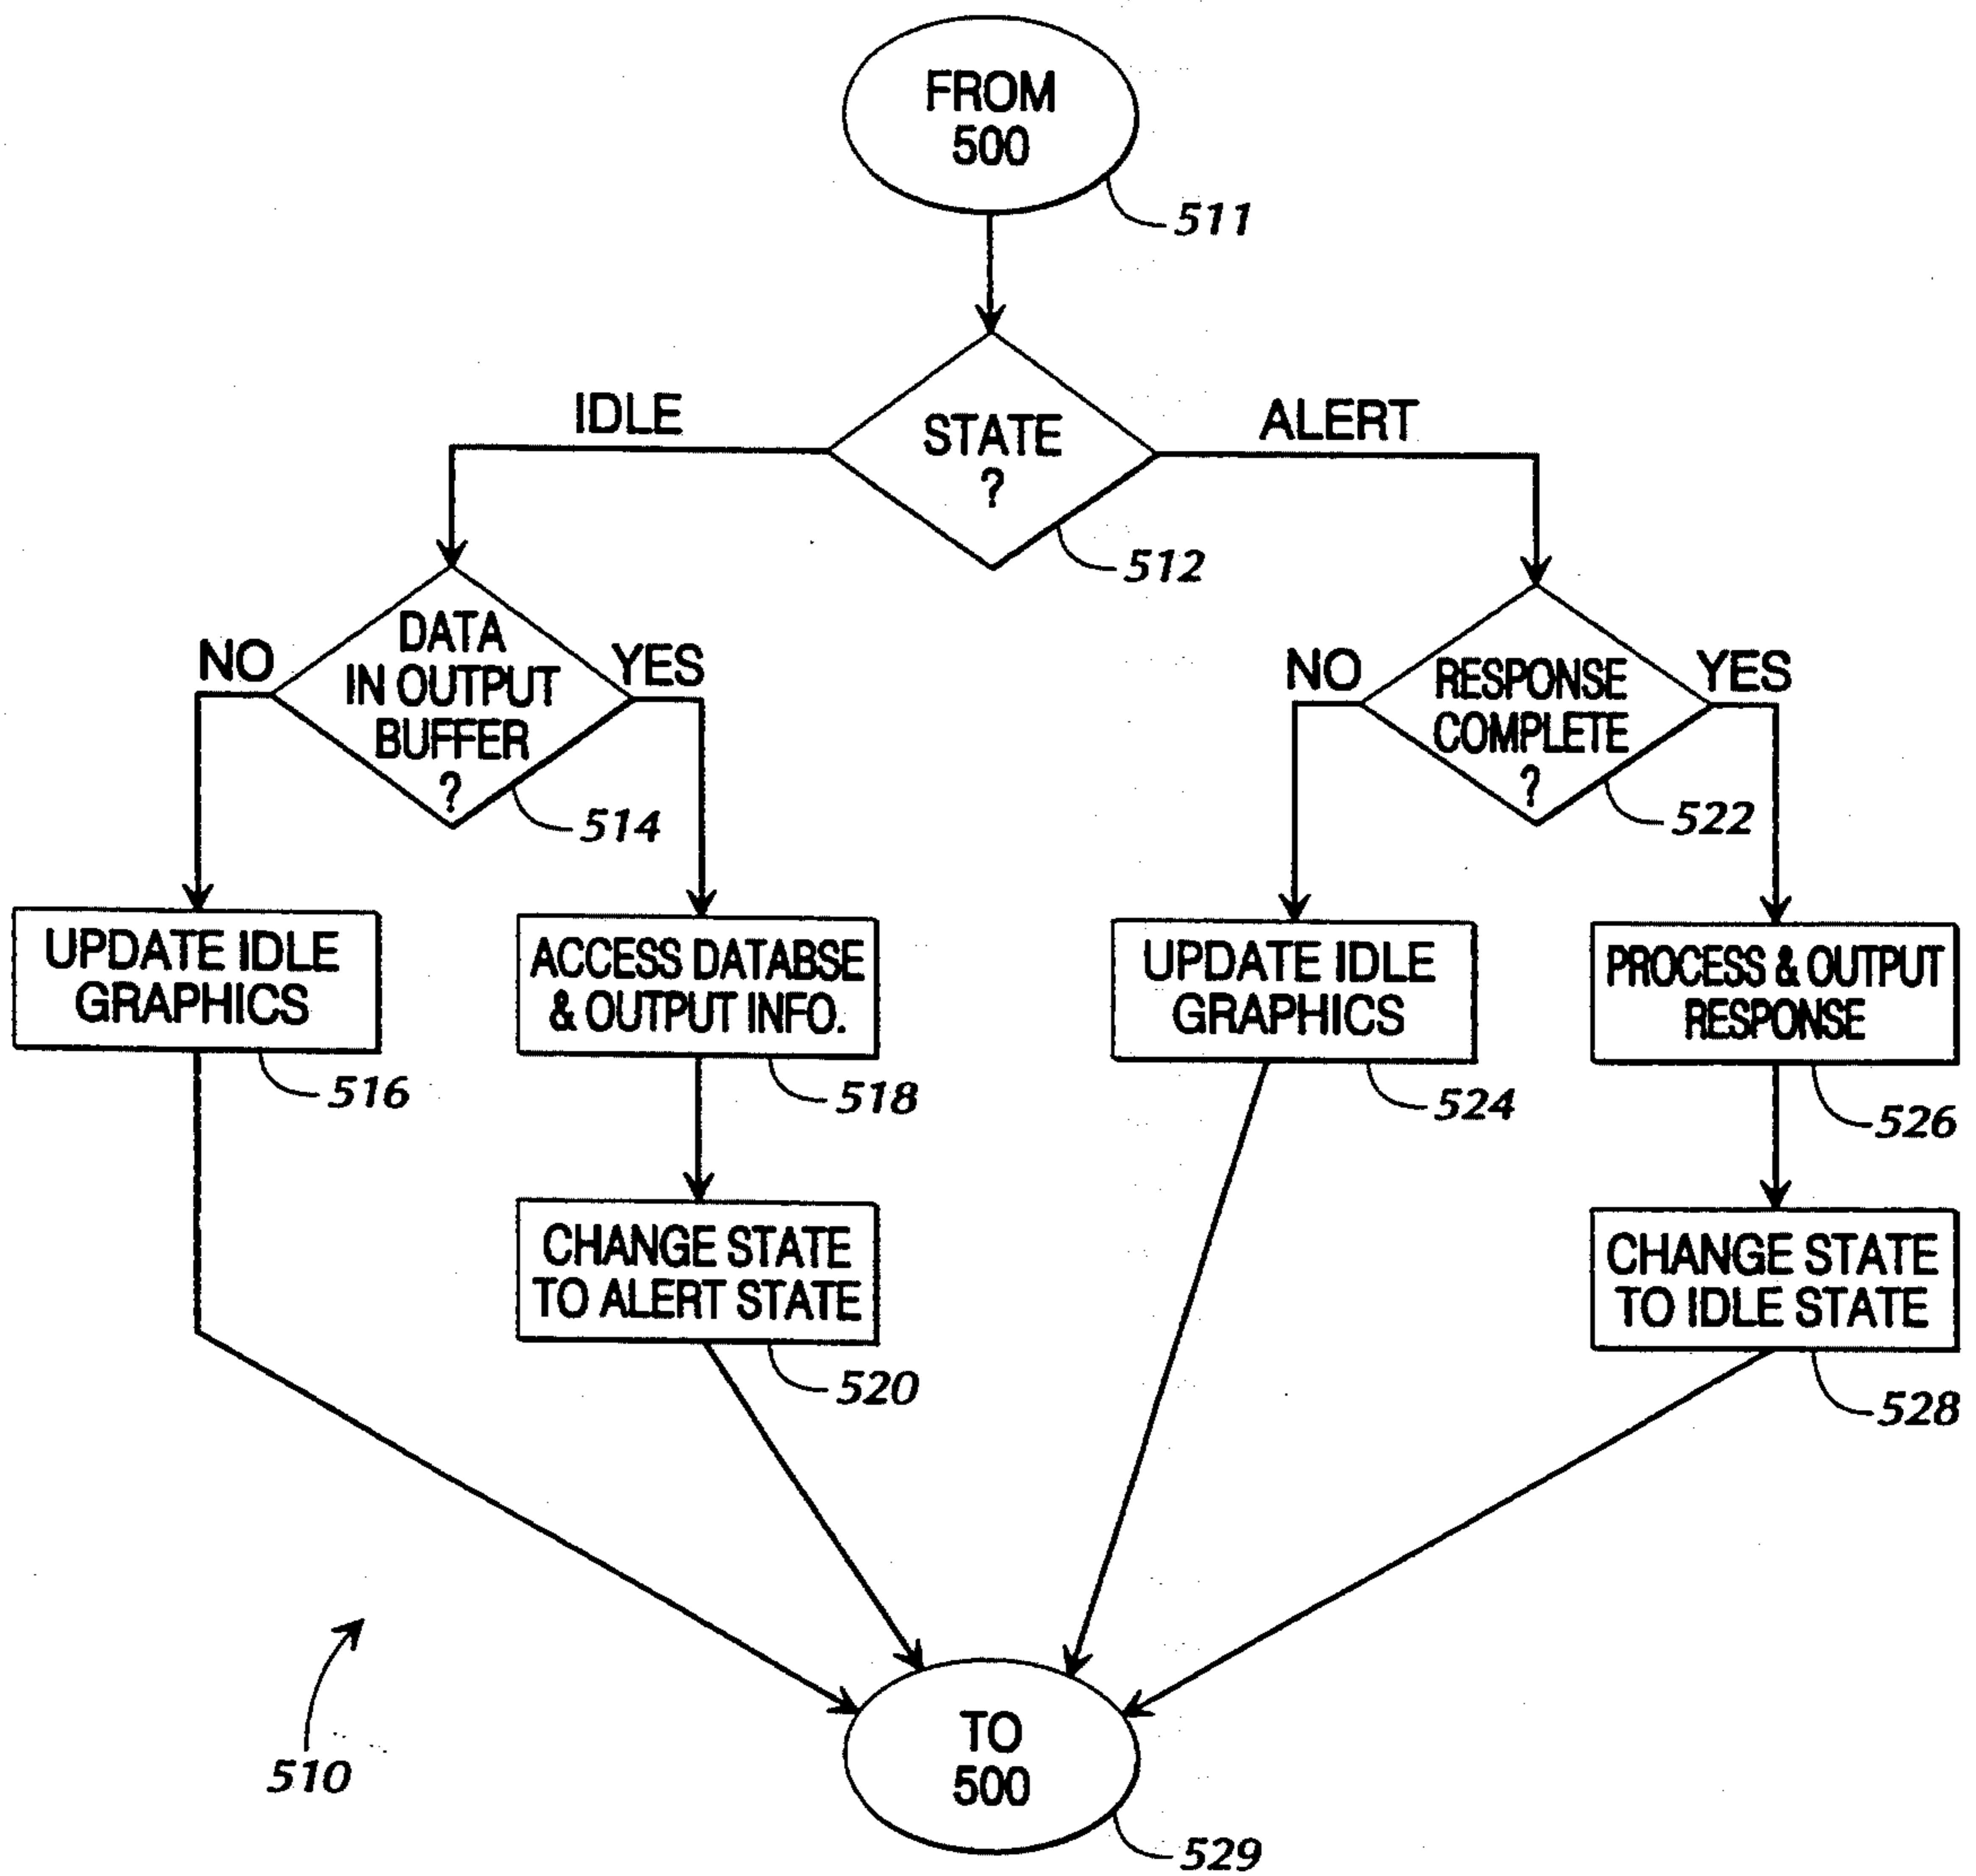 FROM
500
511
IDLE
STATE
?
ALERT
512
NO
DATA
IN OUTPUT
BUFFER
?
YES
514
NO
RESPONSE
COMPLETE
?
YES
522
UPDATE IDLE
GRAPHICS
516
ACCESS DATABSE
& OUTPUT INFO.
518
UPDATE IDLE
GRAPHICS
524
PROCESS & OUTPUT
RESPONSE
526
CHANGE STATE
TO ALERT STATE
520
CHANGE STATE
TO IDLE STATE
528
510
TO
500
529